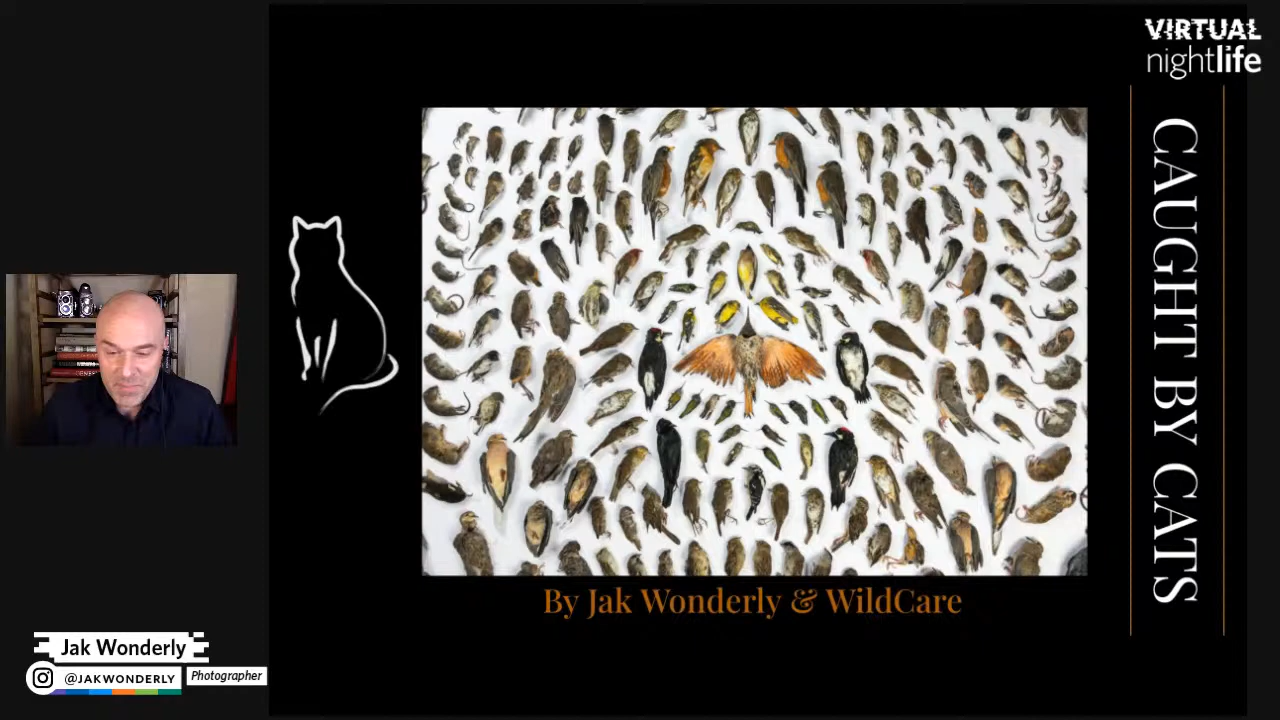 VIRTUAL
nightlife
CAUGHT BY CATS
By Jak Wonderly & WildCare
Jak Wonderly
@JAKWONDERLY
Photographer